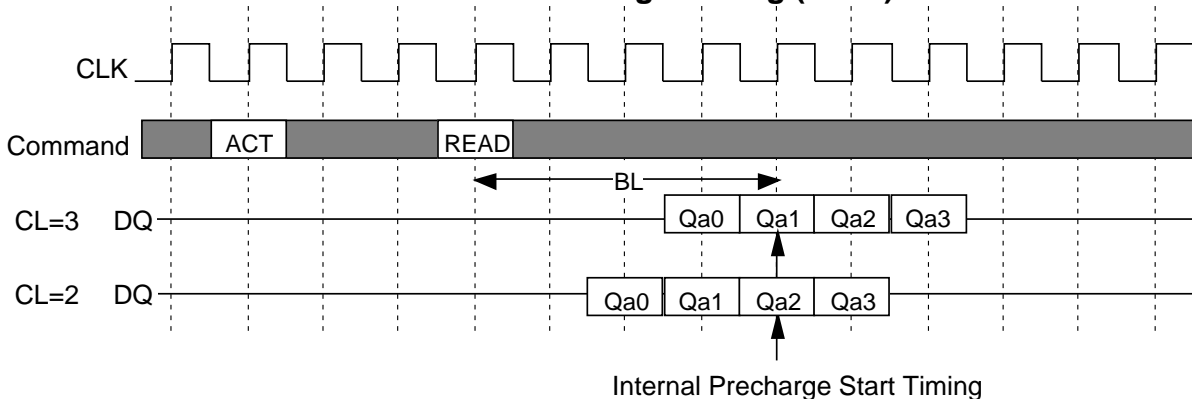 CLK
Command ACT READ
BL
CL=3 DQ Qa0 Qa1 Qa2 Qa3
CL=2 DQ Qa0 Qa1 Qa2 Qa3
Internal Precharge Start Timing